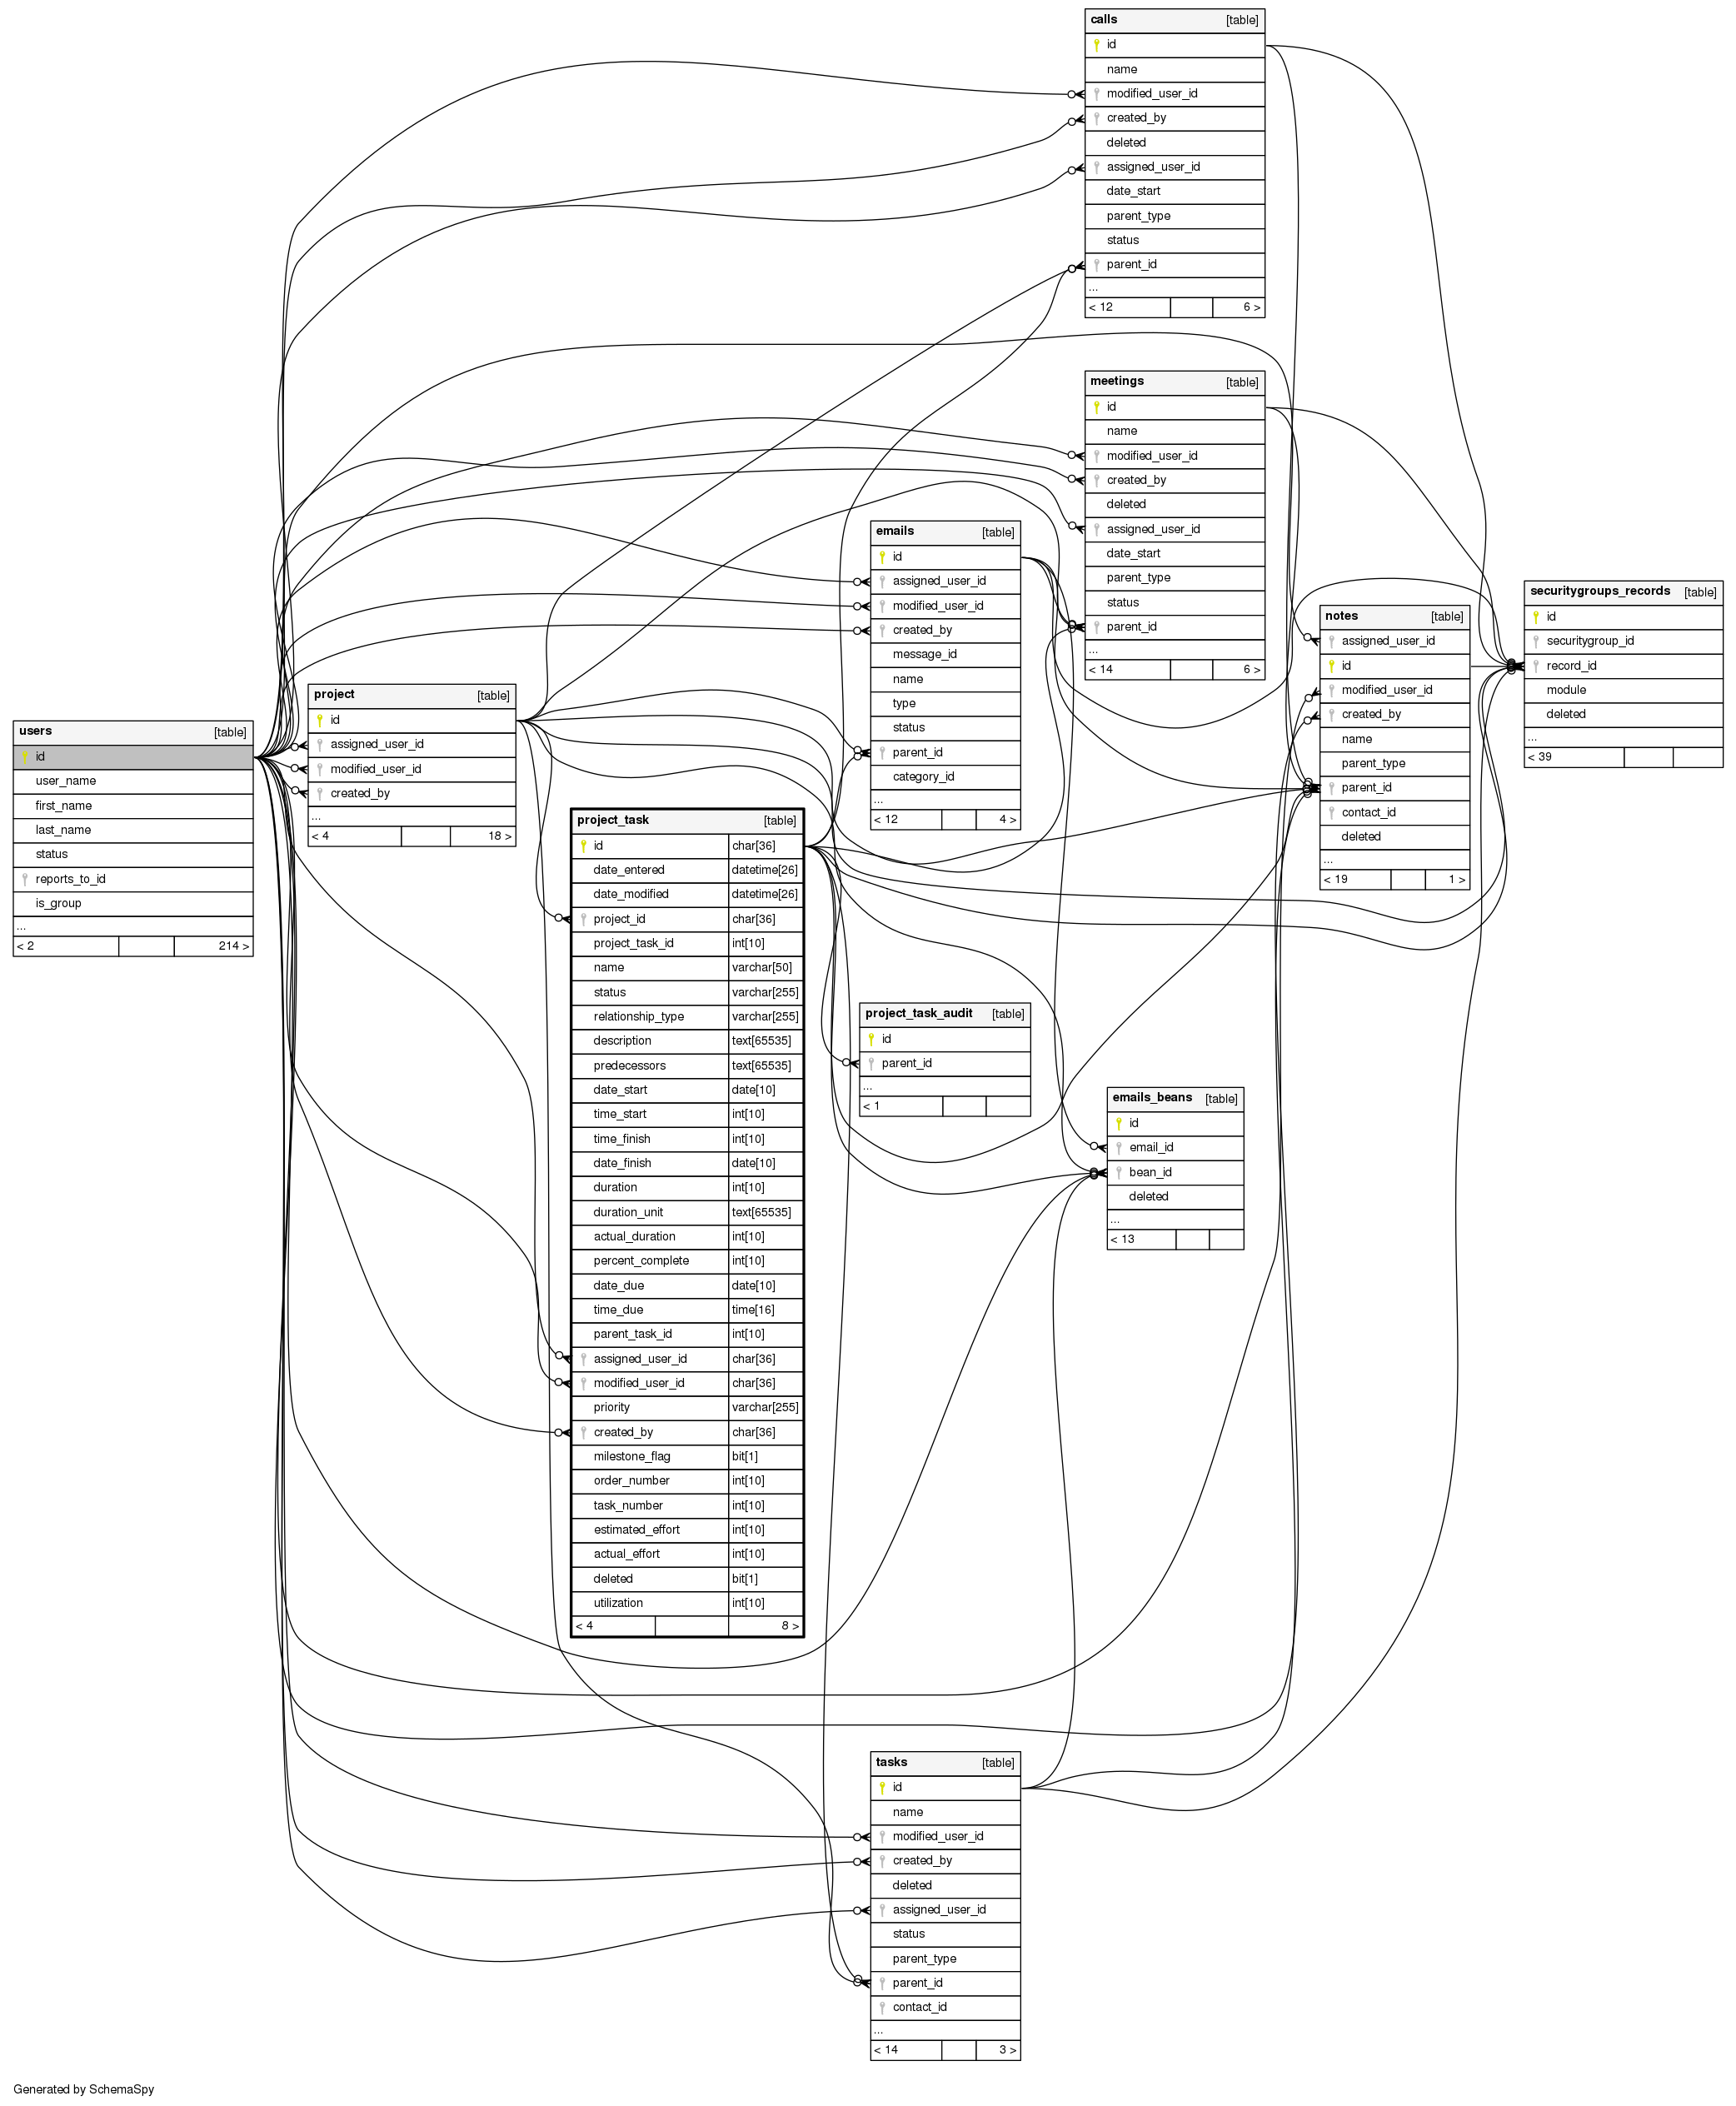 calls [table]
id
name
modified_user_id
created_by
deleted
assigned_user_id
date_start
parent_type
status
parent_id
...
< 12 6 >
meetings [table]
id
name
modified_user_id
created_by
deleted
assigned_user_id
date_start
parent_type
status
parent_id
...
< 14 6 >
emails [table]
id
assigned_user_id
modified_user_id
created_by
message_id
name
type
status
parent_id
category_id
...
< 12 4 >
securitygroups_records [table]
id
securitygroup_id
record_id
module
deleted
...
< 39
notes [table]
assigned_user_id
id
modified_user_id
created_by
name
parent_type
parent_id
contact_id
deleted
...
< 19 1 >
project [table]
id
assigned_user_id
modified_user_id
created_by
...
< 4 18 >
users [table]
id
user_name
first_name
last_name
status
reports_to_id
is_group
...
< 2 214 >
project_task [table]
id char[36]
date_entered datetime[26]
date_modified datetime[26]
project_id char[36]
project_task_id int[10]
name varchar[50]
status varchar[255]
relationship_type varchar[255]
description text[65535]
predecessors text[65535]
date_start date[10]
time_start int[10]
time_finish int[10]
date_finish date[10]
duration int[10]
duration_unit text[65535]
actual_duration int[10]
percent_complete int[10]
date_due date[10]
time_due time[16]
parent_task_id int[10]
assigned_user_id char[36]
modified_user_id char[36]
priority varchar[255]
created_by char[36]
milestone_flag bit[1]
order_number int[10]
task_number int[10]
estimated_effort int[10]
actual_effort int[10]
deleted bit[1]
utilization int[10]
< 4 8 >
project_task_audit [table]
id
parent_id
...
< 1
emails_beans [table]
id
email_id
bean_id
deleted
...
< 13
tasks [table]
id
name
modified_user_id
created_by
deleted
assigned_user_id
status
parent_type
parent_id
contact_id
...
< 14 3 >
Generated by SchemaSpy